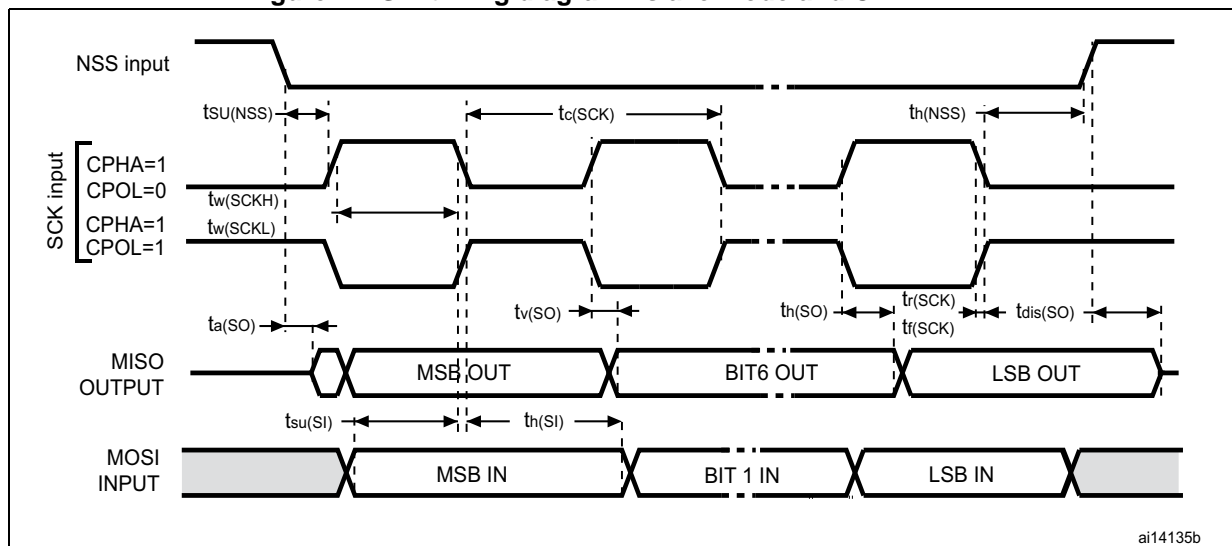 NSS input
tSU(NSS)
tc(SCK)
th(NSS)
SCK input
CPHA=1
CPOL=0
tw(SCKH)
CPHA=1
tw(SCKL)
CPOL=1
ta(SO)
tv(SO)
th(SO)
tr(SCK)
tf(SCK)
tdis(SO)
MISO
OUTPUT
MSB OUT
BIT6 OUT
LSB OUT
tsu(SI)
th(SI)
MOSI
INPUT
MSB IN
BIT 1 IN
LSB IN
ai14135b